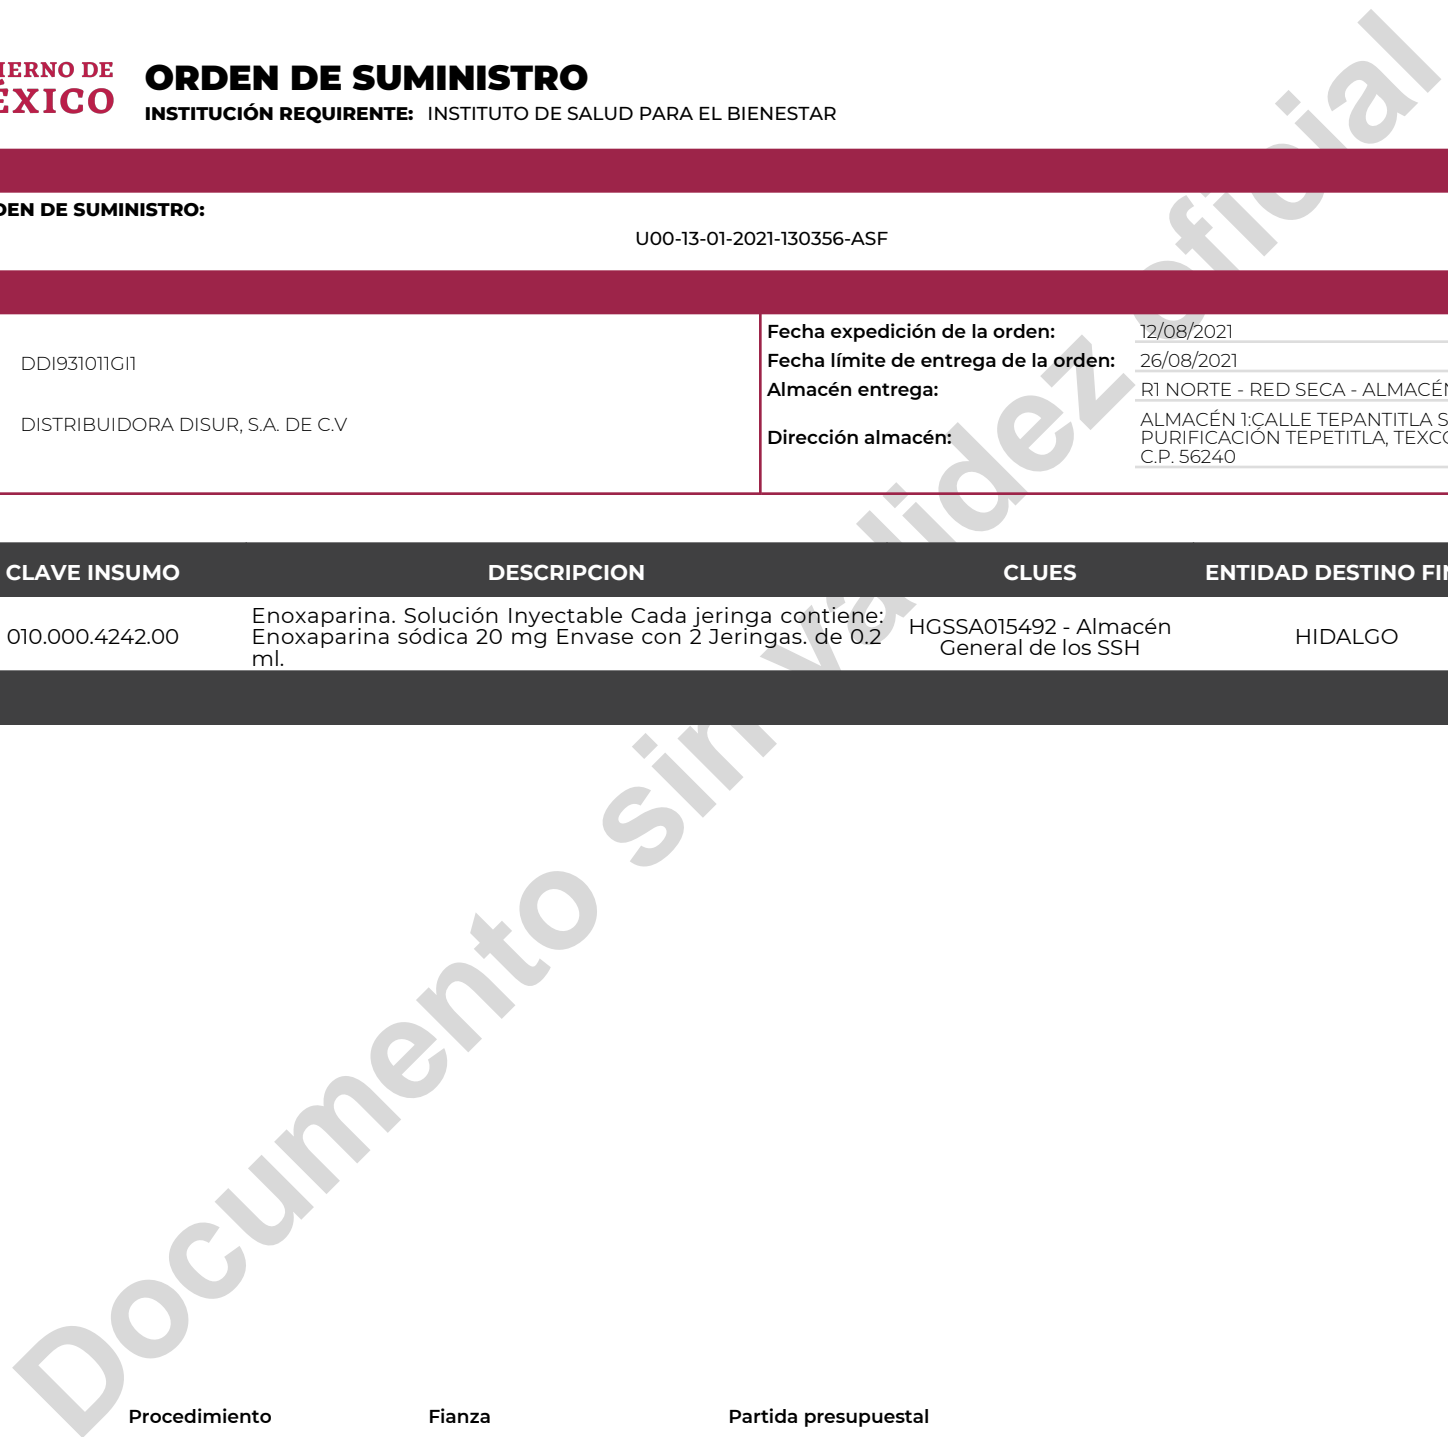 IERNO DE
ÉXICO
ORDEN DE SUMINISTRO
INSTITUCIÓN REQUIRENTE: INSTITUTO DE SALUD PARA EL BIENESTAR
DEN DE SUMINISTRO:
U00-13-01-2021-130356-ASF
DDI931011GI1
DISTRIBUIDORA DISUR, S.A. DE C.V
Fecha expedición de la orden: 12/08/2021
Fecha límite de entrega de la orden: 26/08/2021
Almacén entrega: R1 NORTE - RED SECA - ALMACÉN
Dirección almacén:
ALMACÉN 1:CALLE TEPANTITLA S
PURIFICACIÓN TEPETITLA, TEXCO
C.P. 56240
CLAVE INSUMO DESCRIPCION CLUES ENTIDAD DESTINO FIN
010.000.4242.00
Enoxaparina. Solución Inyectable Cada jeringa contiene:
Enoxaparina sódica 20 mg Envase con 2 Jeringas. de 0.2
ml.
HGSSA015492 - Almacén
General de los SSH
HIDALGO
Documento sin validez oficial
Procedimiento Fianza Partida presupuestal